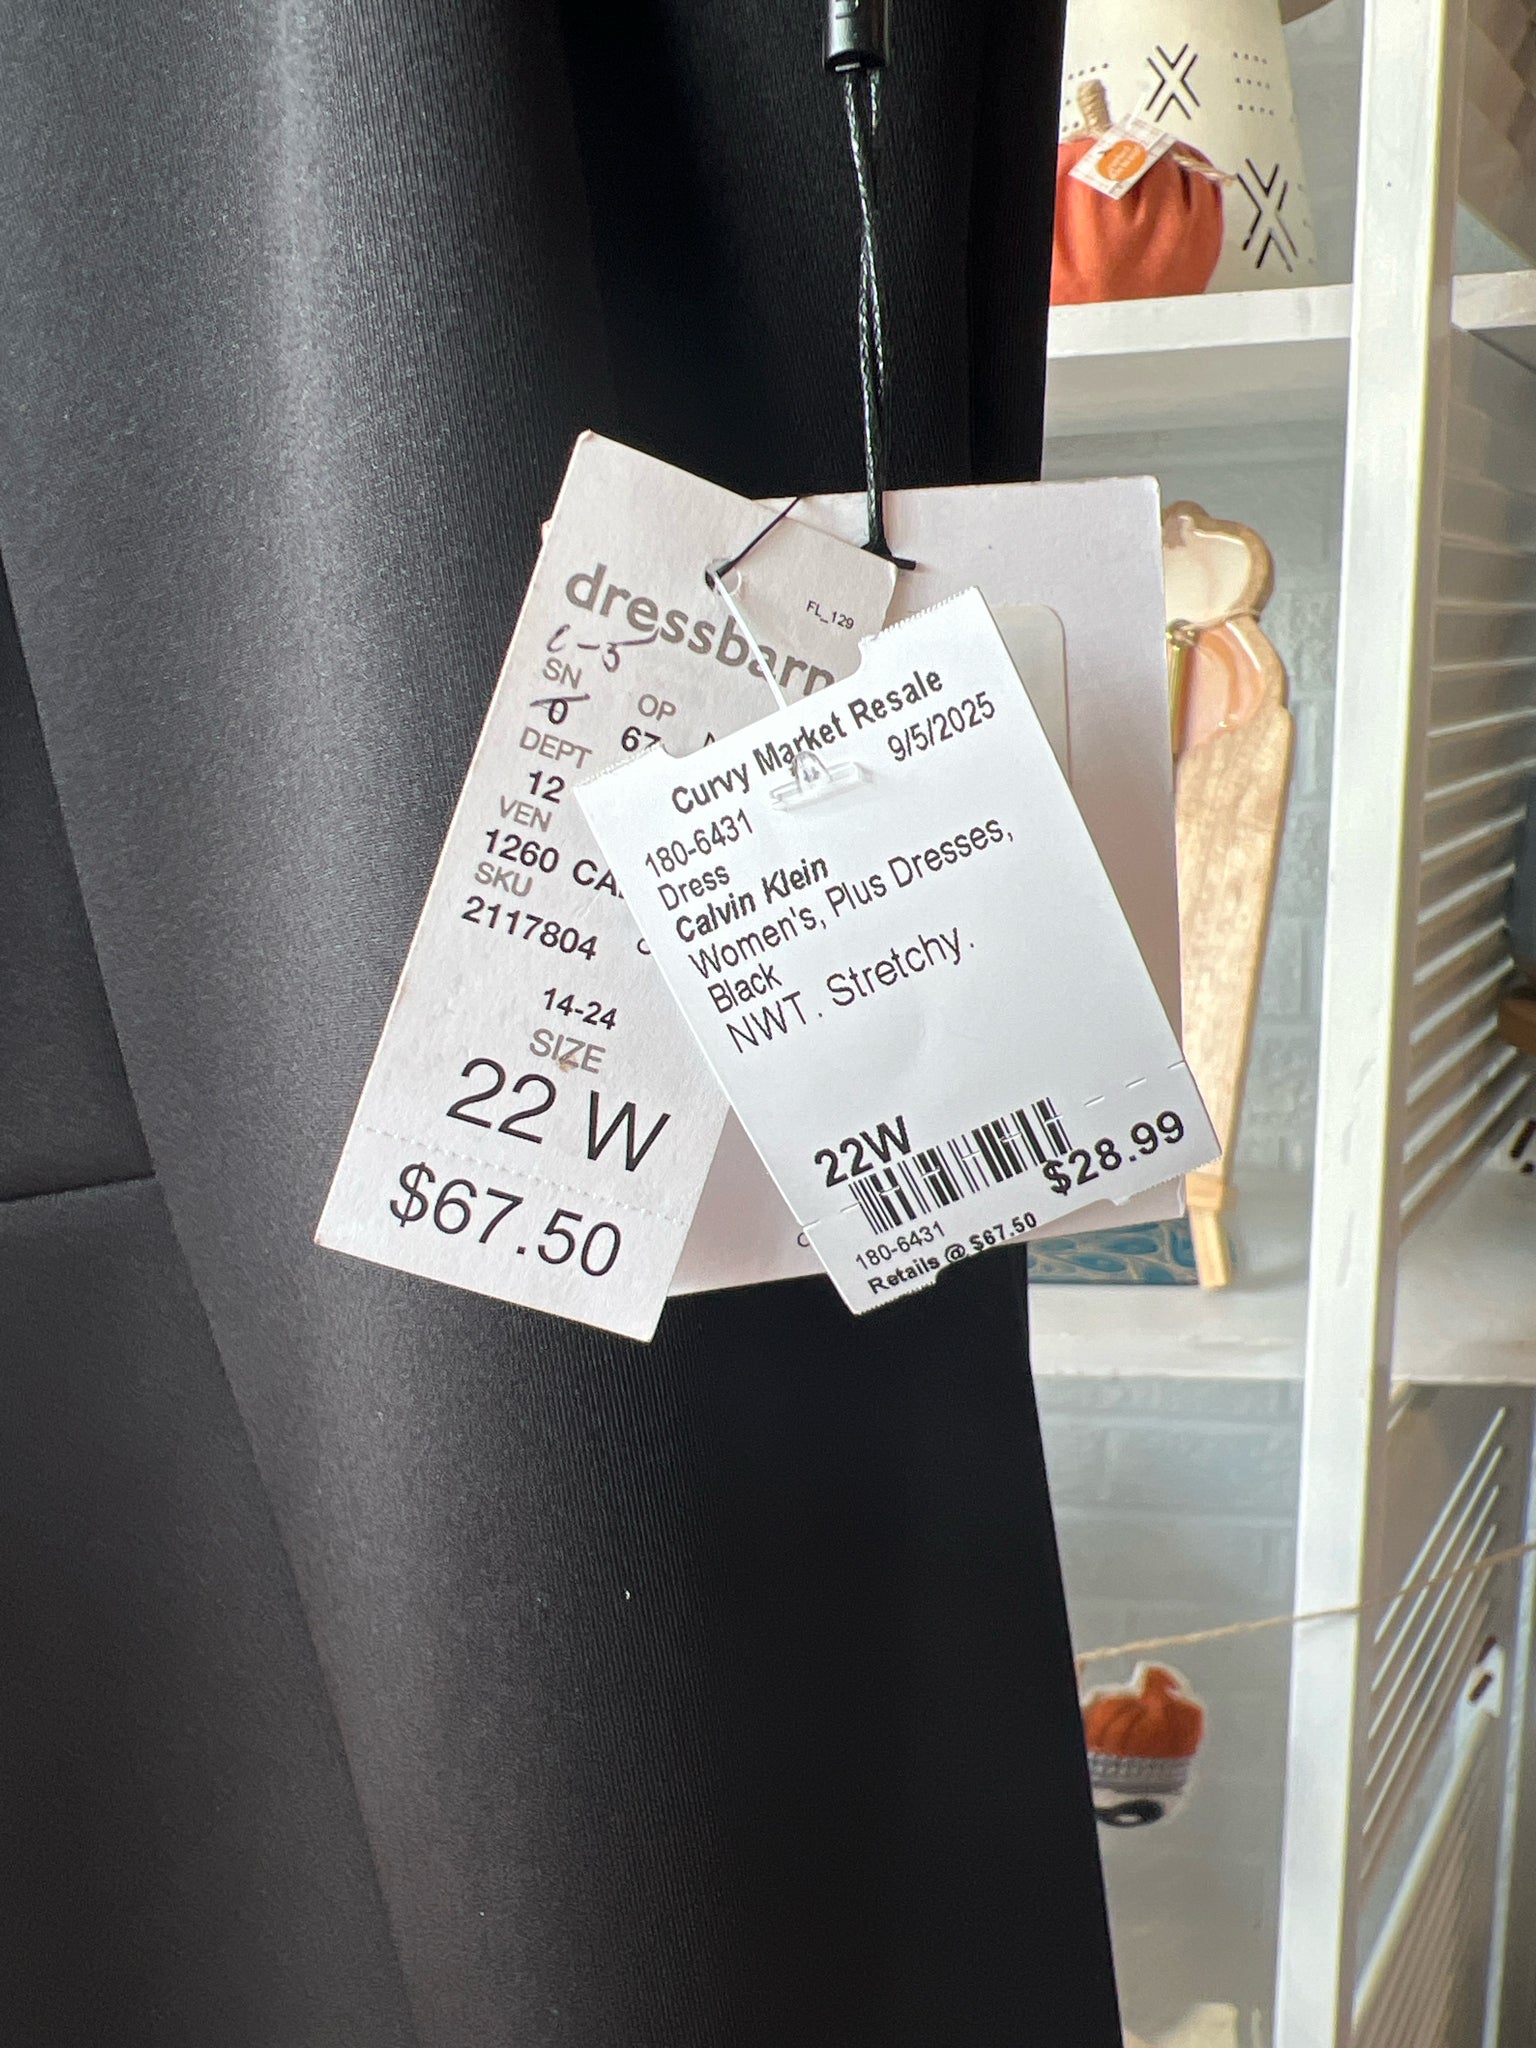 dressbarn
FL_129
SN
0
OP
67
DEPT
12
VEN
1260
SKU
2117804
14-24
SIZE
22 W
$67.50
Curvy Market Resale
9/5/2025
180-6431
Dress
Calvin Klein
Women's, Plus Dresses,
Black
NWT. Stretchy.
22W
$28.99
180-6431
Retails @ $67.50